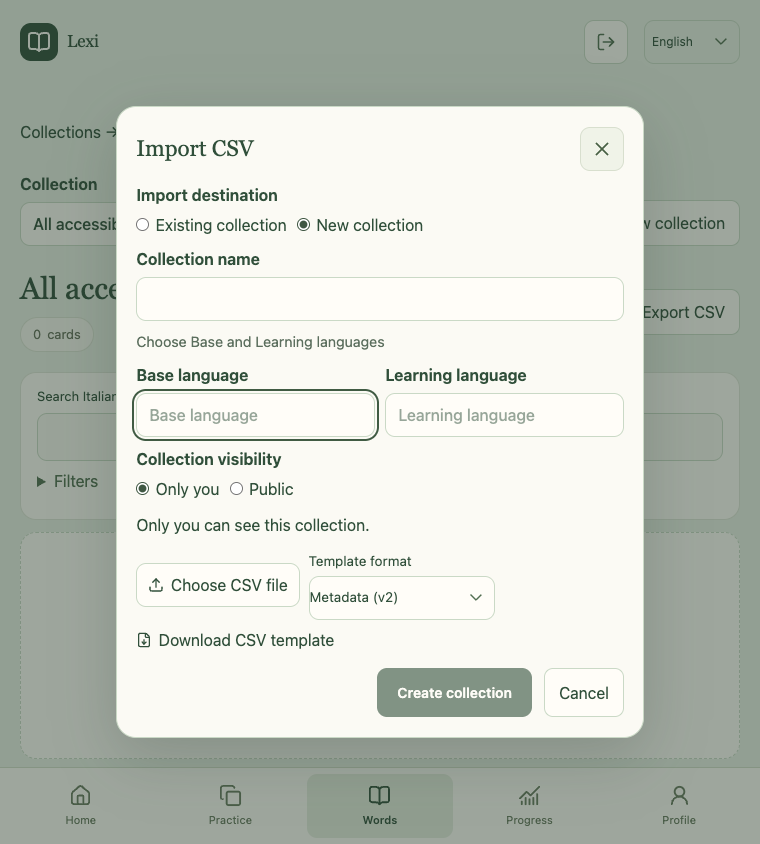 Lexi
English
Collections →
Collection
All accessib
w collection
All acce
Export CSV
0 cards
Search Italian
Filters
Import CSV
Import destination
Existing collection New collection
Collection name
Choose Base and Learning languages
Base language Learning language
Base language Learning language
Collection visibility
Only you Public
Only you can see this collection.
Template format
Choose CSV file Metadata (v2)
Download CSV template
Create collection Cancel
Home Practice Words Progress Profile